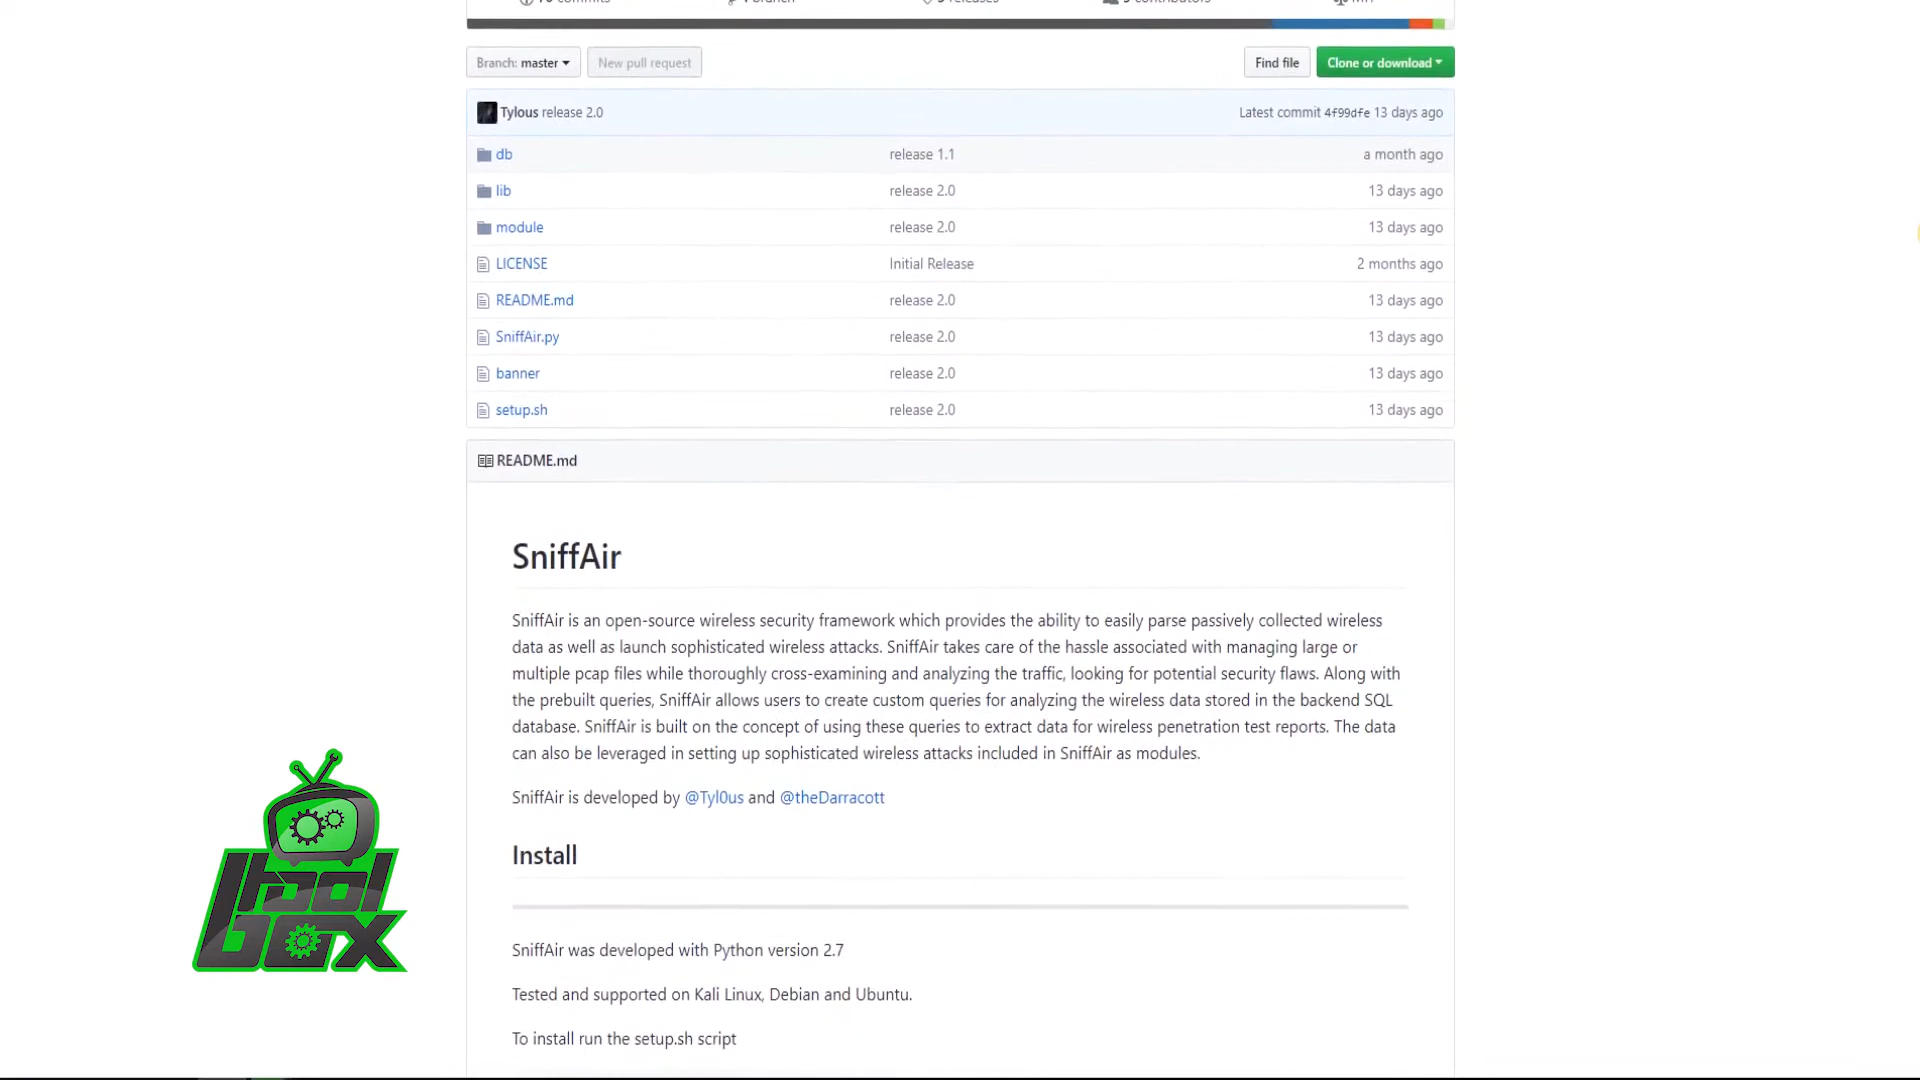 commits
branch
releases
contributors
Branch: master
New pull request
Find file
Clone or download
Tylous release 2.0
Latest commit 4f99dfe 13 days ago
db release 1.1 a month ago
lib release 2.0 13 days ago
module release 2.0 13 days ago
LICENSE Initial Release 2 months ago
README.md release 2.0 13 days ago
SniffAir.py release 2.0 13 days ago
banner release 2.0 13 days ago
setup.sh release 2.0 13 days ago
README.md
SniffAir
SniffAir is an open-source wireless security framework which provides the ability to easily parse passively collected wireless
data as well as launch sophisticated wireless attacks. SniffAir takes care of the hassle associated with managing large or
multiple pcap files while thoroughly cross-examining and analyzing the traffic, looking for potential security flaws. Along with
the prebuilt queries, SniffAir allows users to create custom queries for analyzing the wireless data stored in the backend SQL
database. SniffAir is built on the concept of using these queries to extract data for wireless penetration test reports. The data
can also be leveraged in setting up sophisticated wireless attacks included in SniffAir as modules.
SniffAir is developed by @Tyl0us and @theDarracott
Install
SniffAir was developed with Python version 2.7
Tested and supported on Kali Linux, Debian and Ubuntu.
To install run the setup.sh script